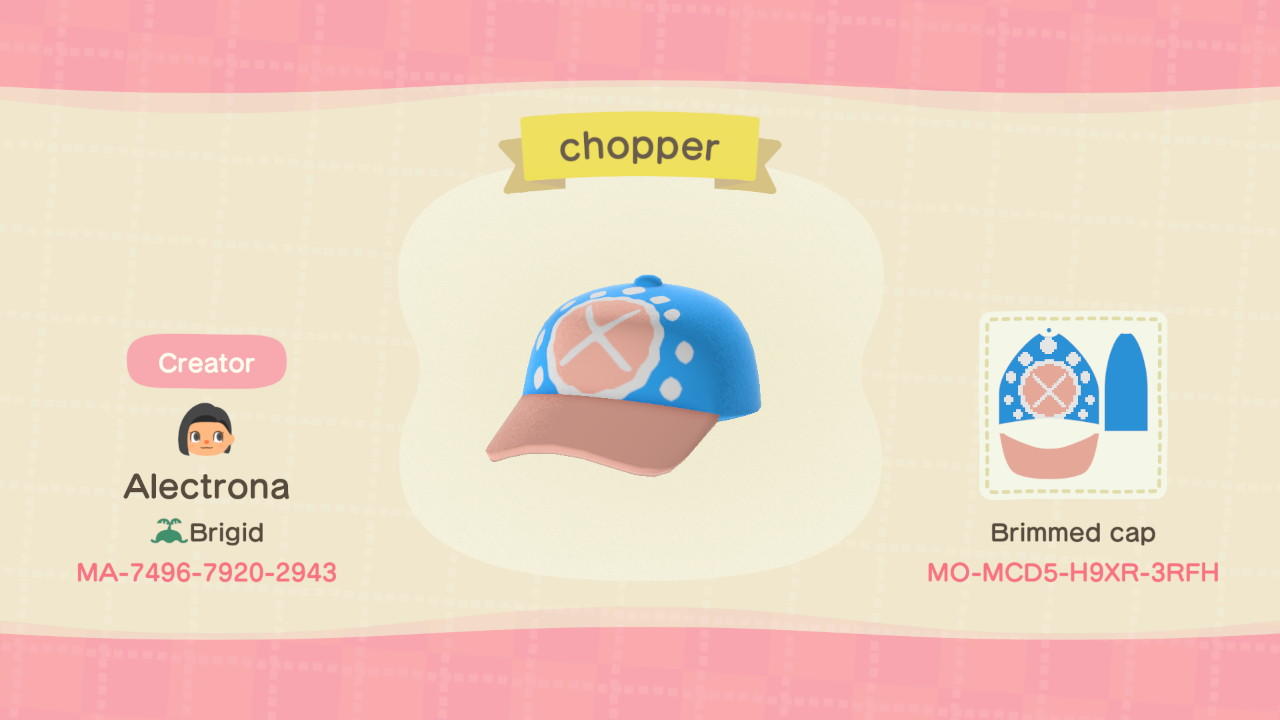 chopper
Creator
Alectrona
Brigid
MA-7496-7920-2943
Brimmed cap
MO-MCD5-H9XR-3RFH